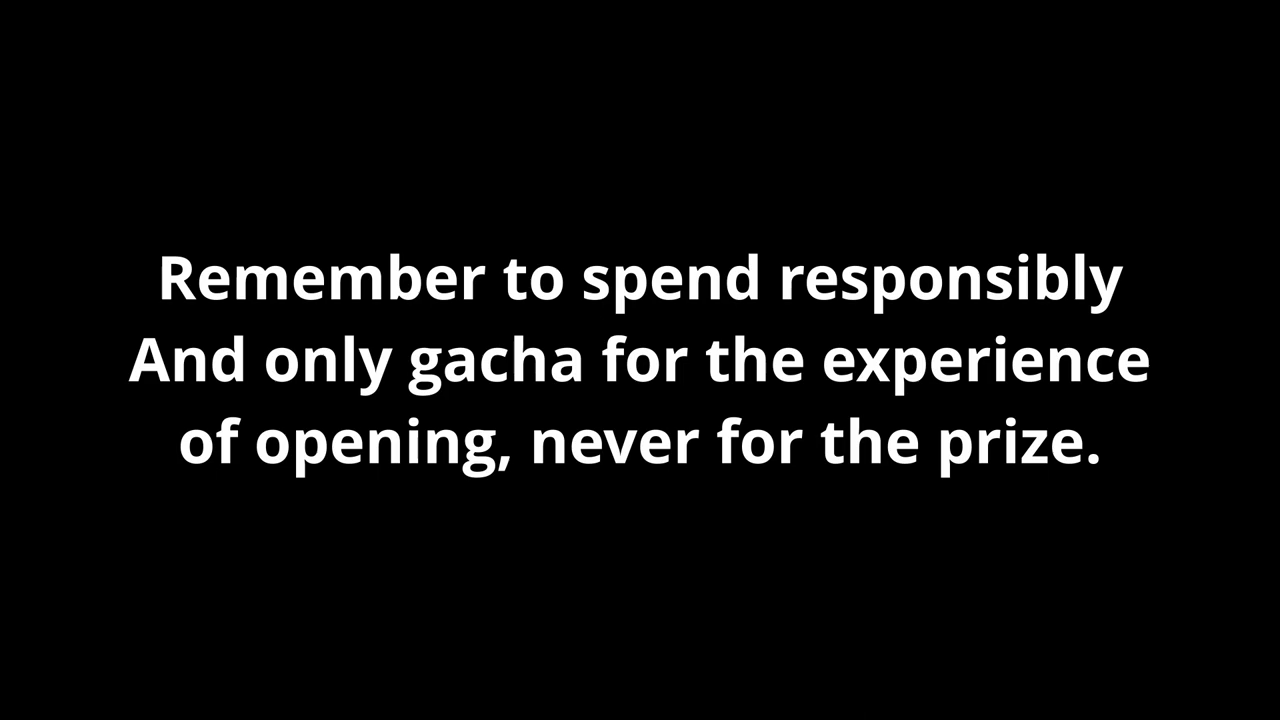 Remember to spend responsibly
And only gacha for the experience
of opening, never for the prize.